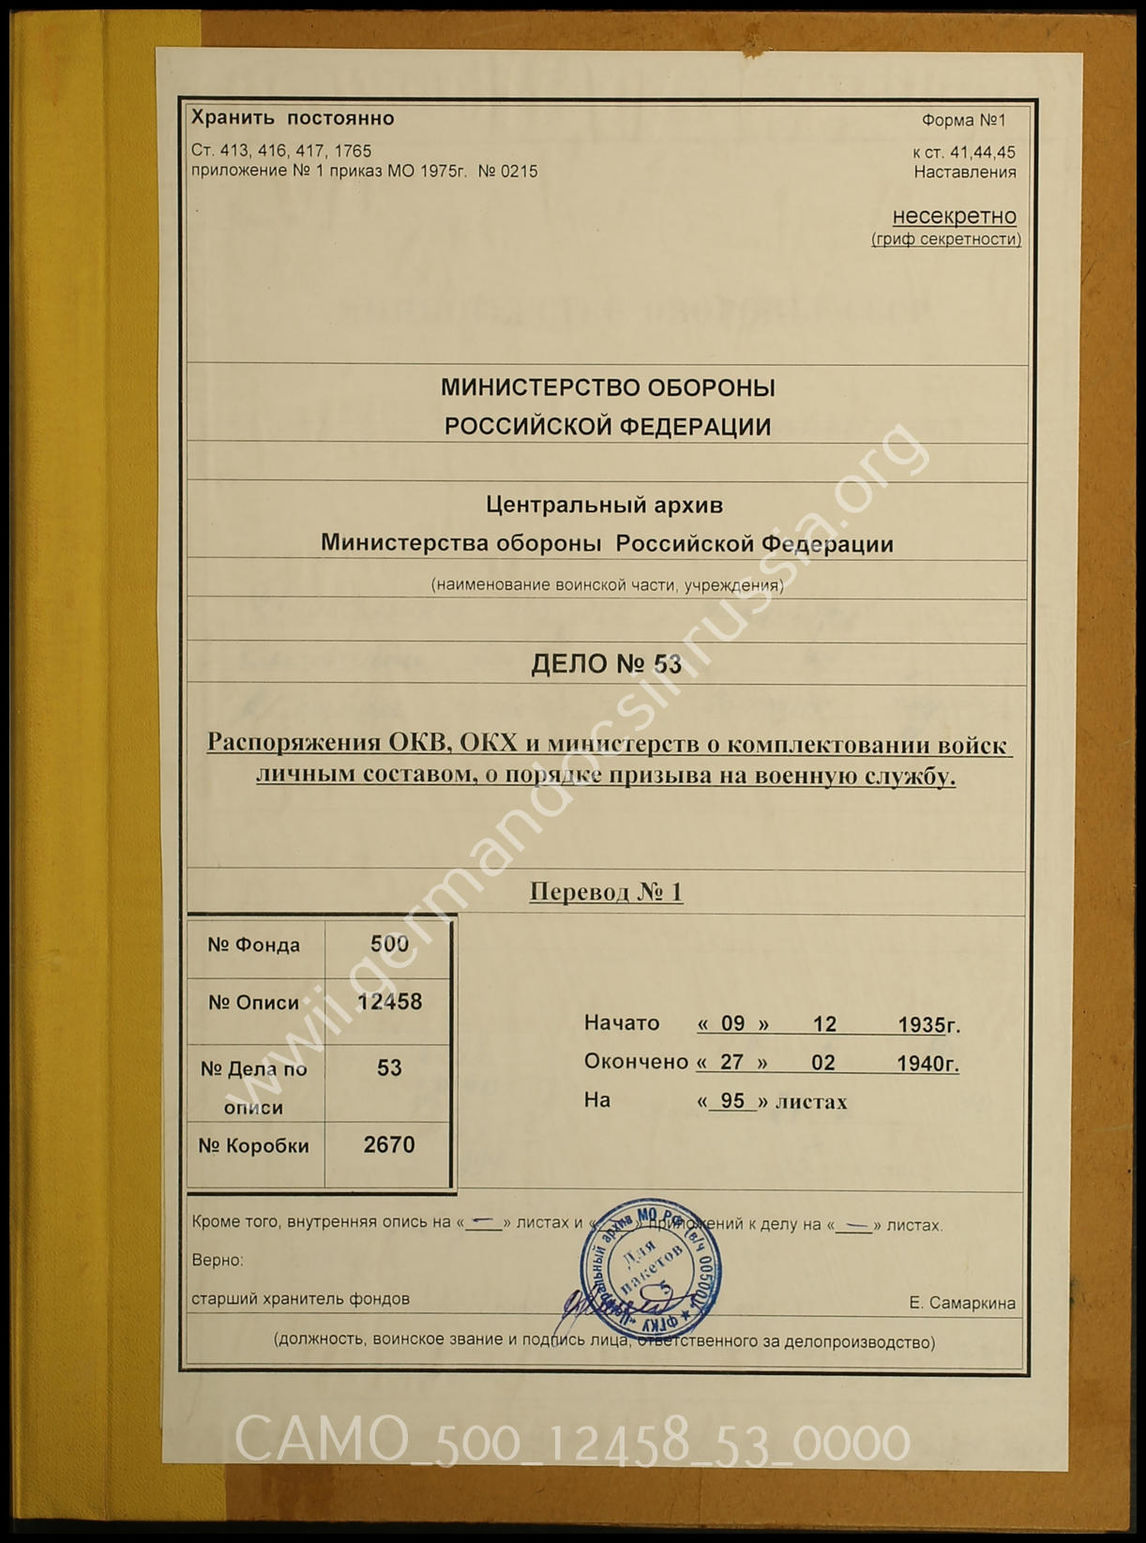 Хранить постоянно
Форма №1
Ст. 413, 416, 417, 1765
к ст. 41,44,45
приложение № 1 приказ МО 1975г. № 0215
Наставления
несекретно
(гриф секретности)
МИНИСТЕРСТВО ОБОРОНЫ
РОССИЙСКОЙ ФЕДЕРАЦИИ
Центральный архив
Министерства обороны Российской Федерации
(наименование воинской части, учреждения)
ДЕЛО № 53
Распоряжения ОКВ, ОКХ и министерств о комплектовании войск
личным составом, о порядке призыва на военную службу.
Перевод № 1
№ Фонда 500
№ Описи 12458
№ Дела по описи 53
№ Коробки 2670
Начато « 09 » 12 1935г.
Окончено « 27 » 02 1940г.
На « 95 » листах
Кроме того, внутренняя опись на « — » листах и « » приложений к делу на « — » листах.
Верно:
старший хранитель фондов
Е. Самаркина
(должность, воинское звание и подпись лица, ответственного за делопроизводство)
Для
пакетов
5
wwii.germandocsinrussia.org
CAMO_500_12458_53_0000